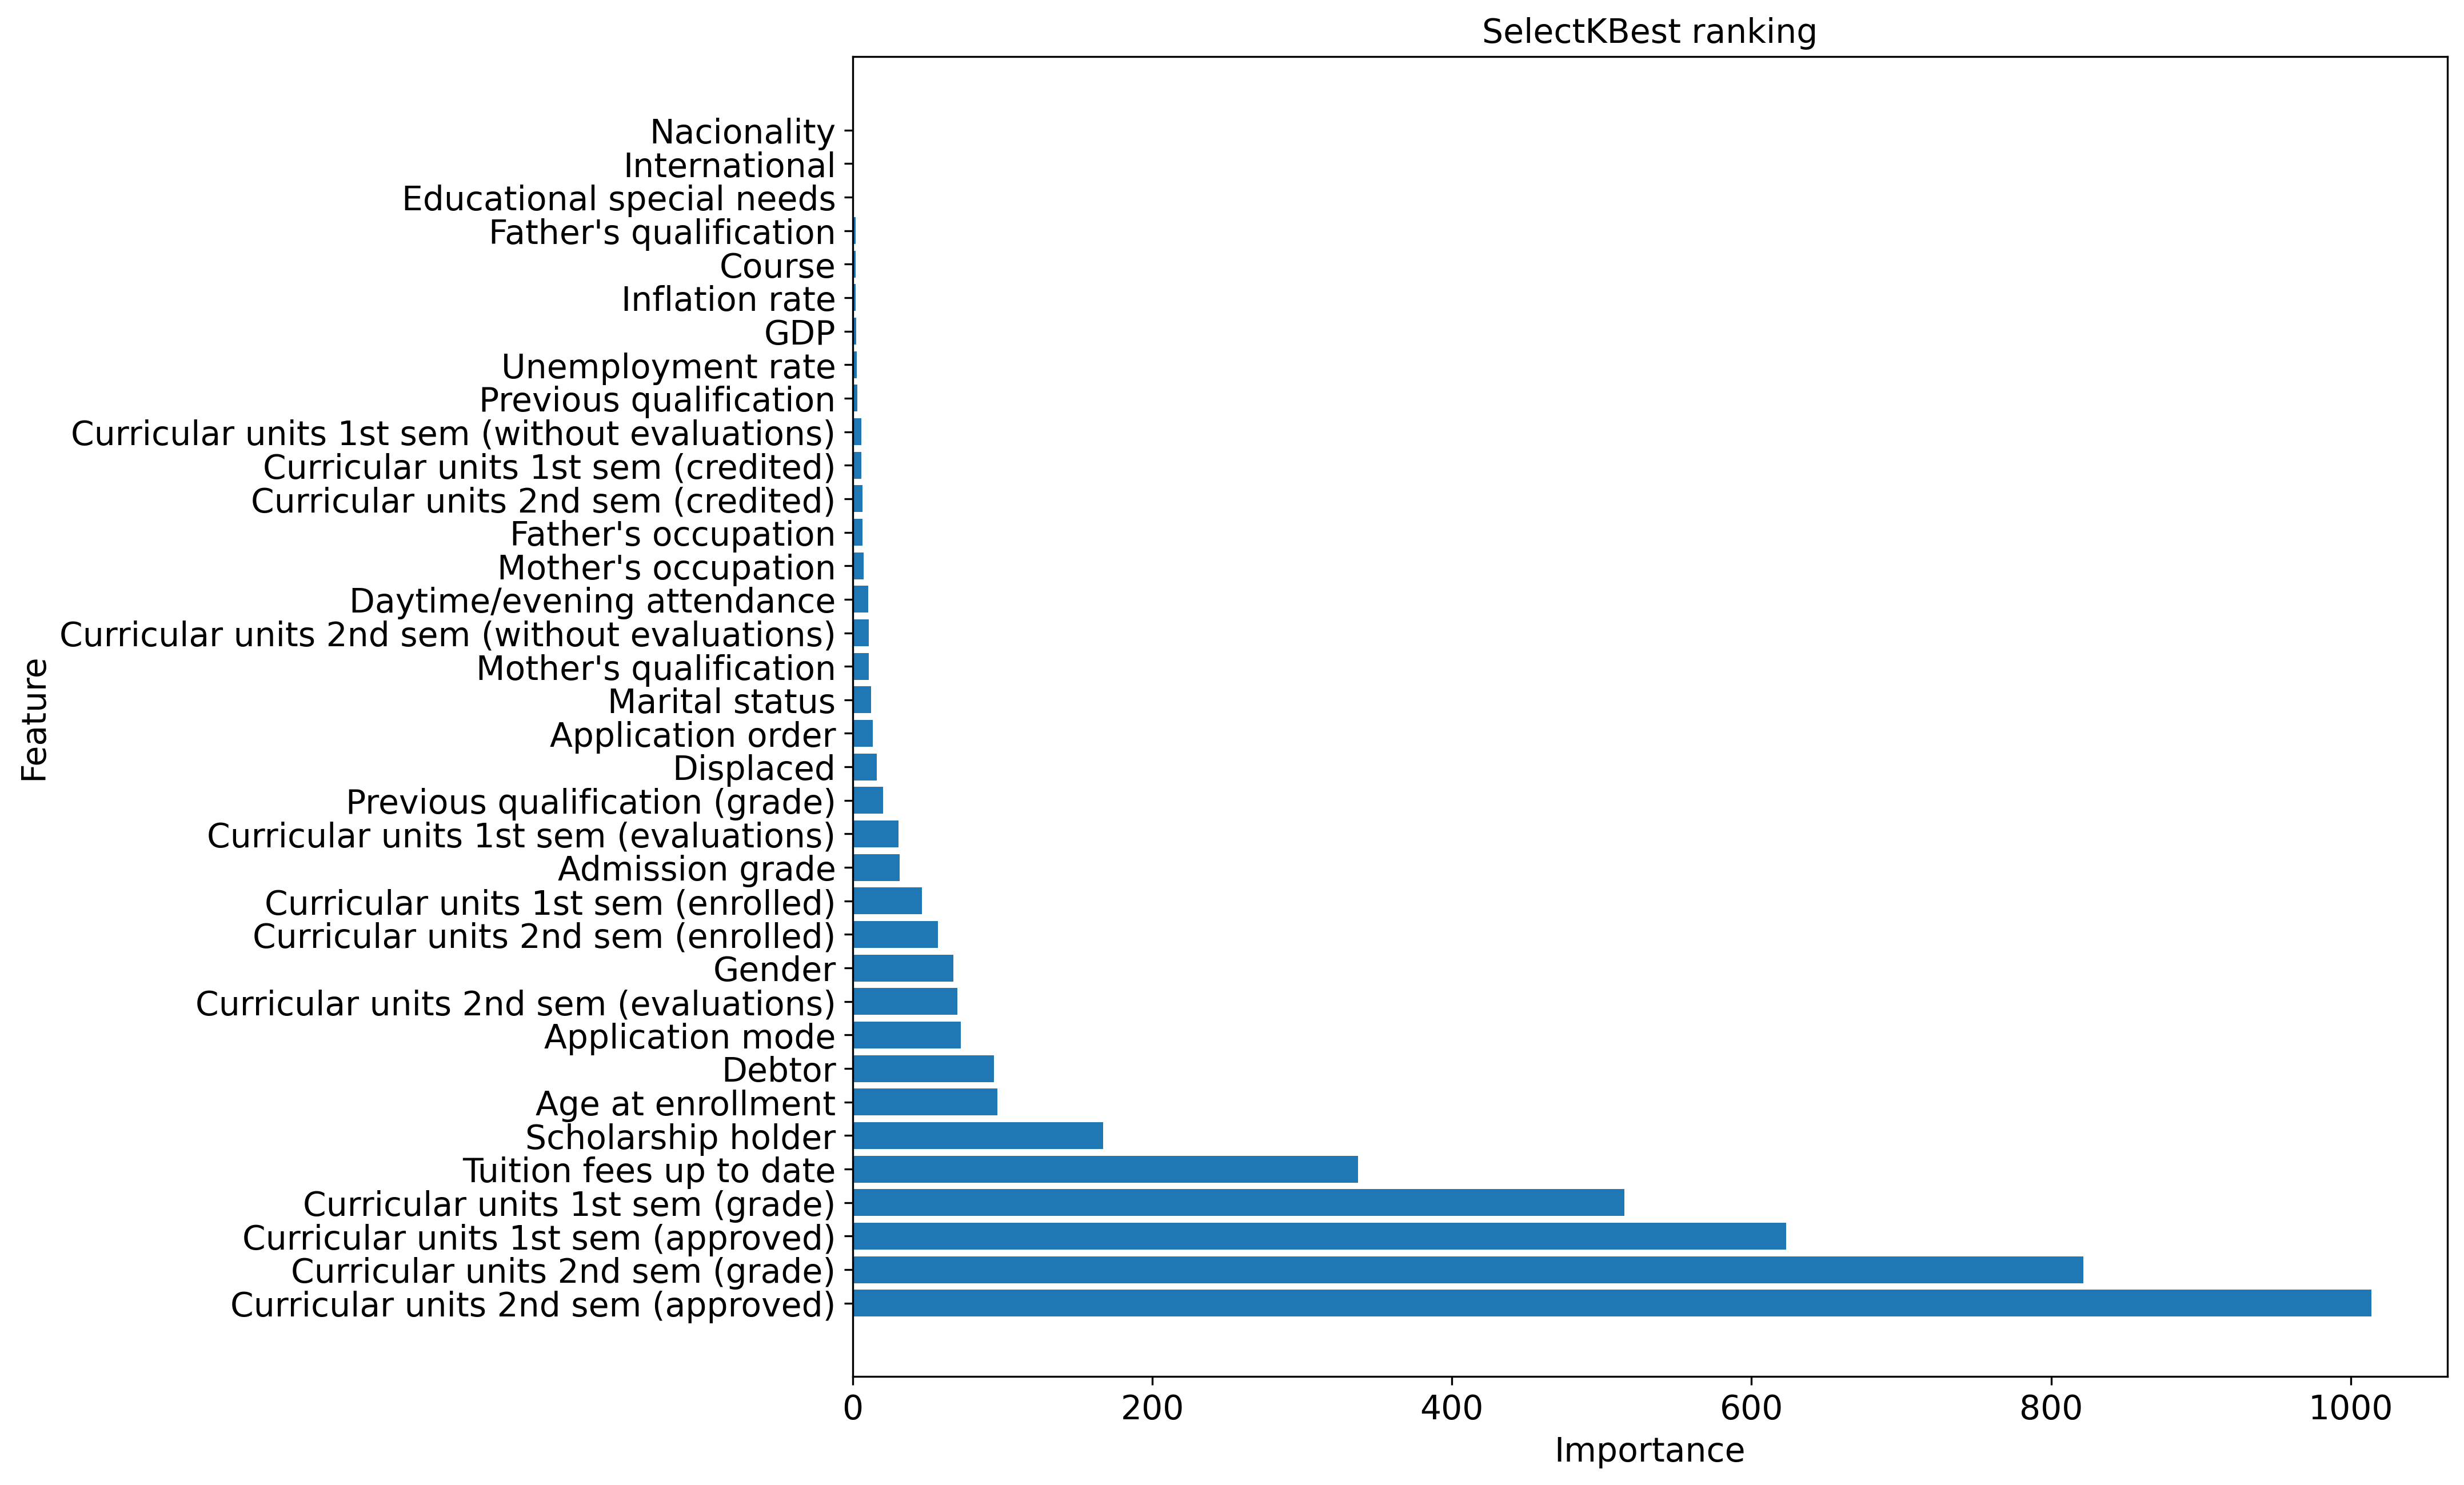 SelectKBest ranking
Nacionality
International
Educational special needs
Father's qualification
Course
Inflation rate
GDP
Unemployment rate
Previous qualification
Curricular units 1st sem (without evaluations)
Curricular units 1st sem (credited)
Curricular units 2nd sem (credited)
Father's occupation
Mother's occupation
Daytime/evening attendance
Curricular units 2nd sem (without evaluations)
Mother's qualification
Marital status
Application order
Displaced
Previous qualification (grade)
Curricular units 1st sem (evaluations)
Admission grade
Curricular units 1st sem (enrolled)
Curricular units 2nd sem (enrolled)
Gender
Curricular units 2nd sem (evaluations)
Application mode
Debtor
Age at enrollment
Scholarship holder
Tuition fees up to date
Curricular units 1st sem (grade)
Curricular units 1st sem (approved)
Curricular units 2nd sem (grade)
Curricular units 2nd sem (approved)
Feature
0 200 400 600 800 1000
Importance